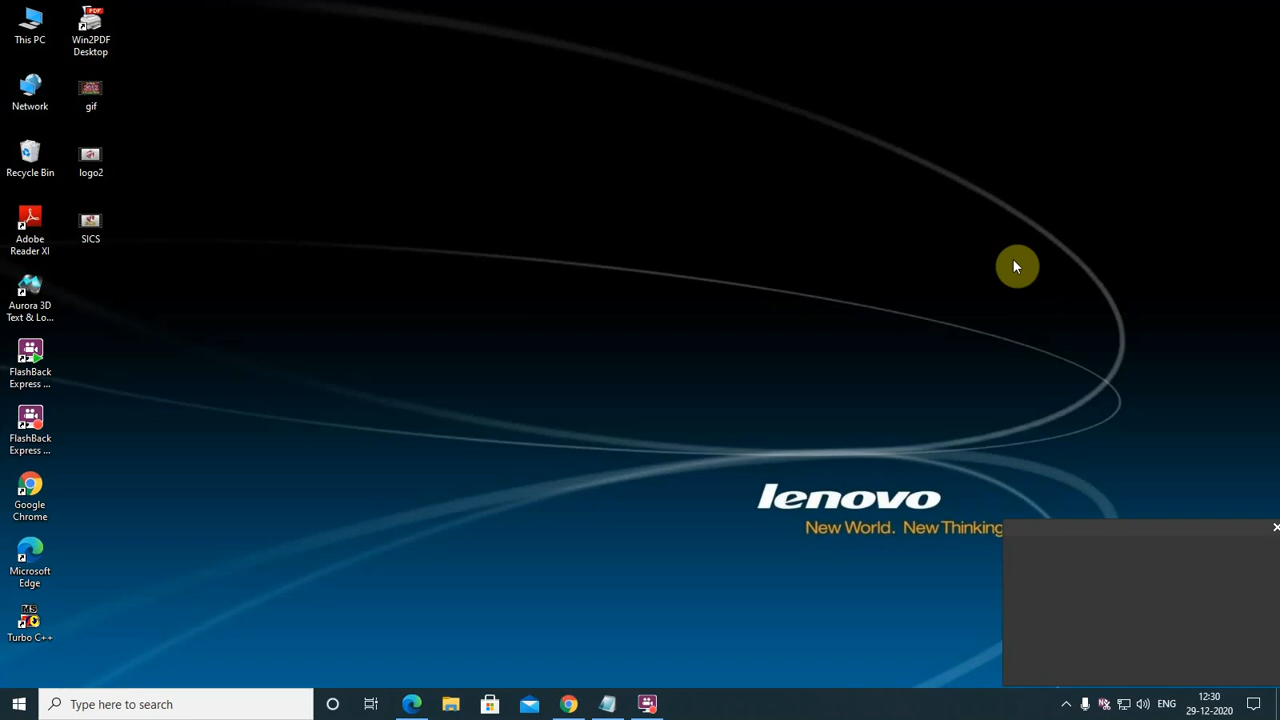 This PC
Win2PDF
Desktop
PDF
Network
gif
Recycle Bin
logo2
Adobe
Reader XI
SICS
Aurora 3D
Text & Lo...
FlashBack
Express ...
FlashBack
Express ...
Google
Chrome
Microsoft
Edge
MS
Turbo C++
lenovo
New World. New Thinking
Type here to search
ENG
12:30
29-12-2020